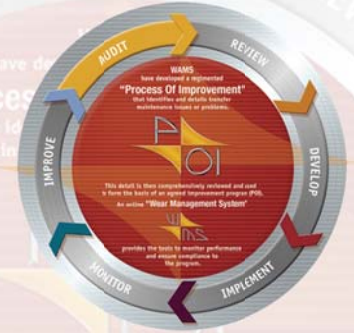 AUDIT
REVIEW
DEVELOP
IMPLEMENT
MONITOR
IMPROVE
WAMS
have developed a regimented
"Process Of Improvement"
that identifies and details transfer
maintenance issues or problems.
POI
This detail is then comprehensively reviewed and used
to form the basis of an agreed improvement program (POI).
An online "Wear Management System"
WMS
provides the tools to monitor performance
and ensure compliance to
the program.